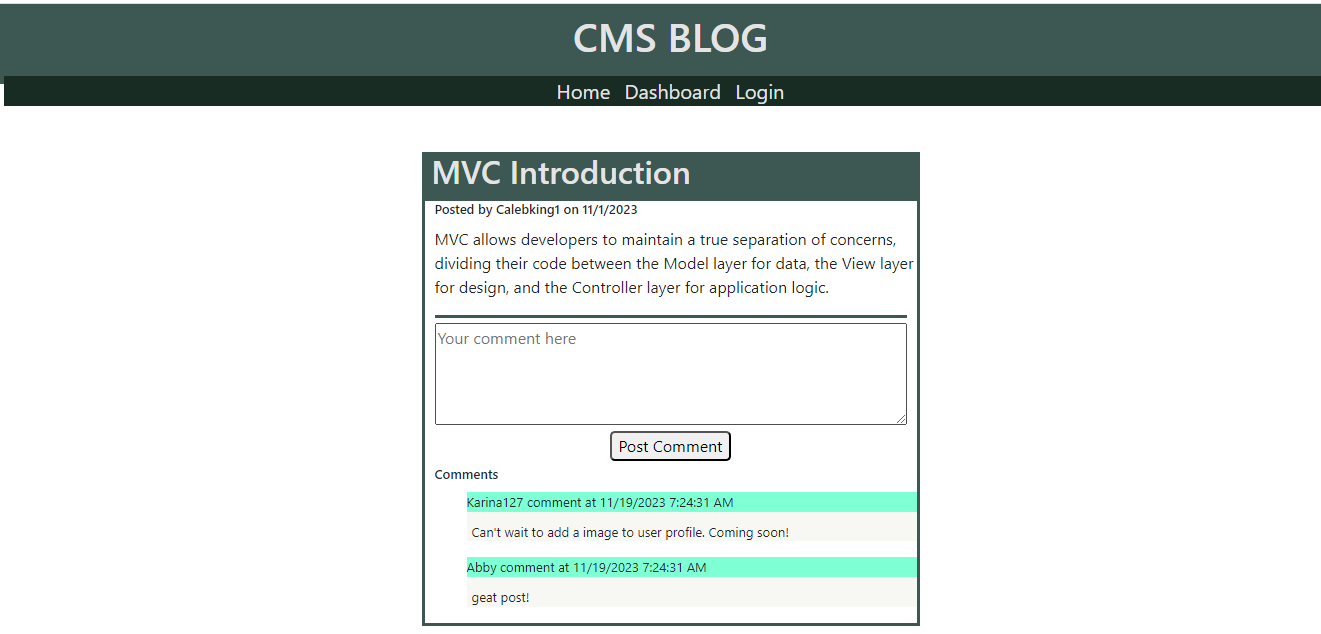 CMS BLOG
Home Dashboard Login
MVC Introduction
Posted by Calebking1 on 11/1/2023
MVC allows developers to maintain a true separation of concerns,
dividing their code between the Model layer for data, the View layer
for design, and the Controller layer for application logic.
Your comment here
Post Comment
Comments
Karina127 comment at 11/19/2023 7:24:31 AM
Can't wait to add a image to user profile. Coming soon!
Abby comment at 11/19/2023 7:24:31 AM
geat post!